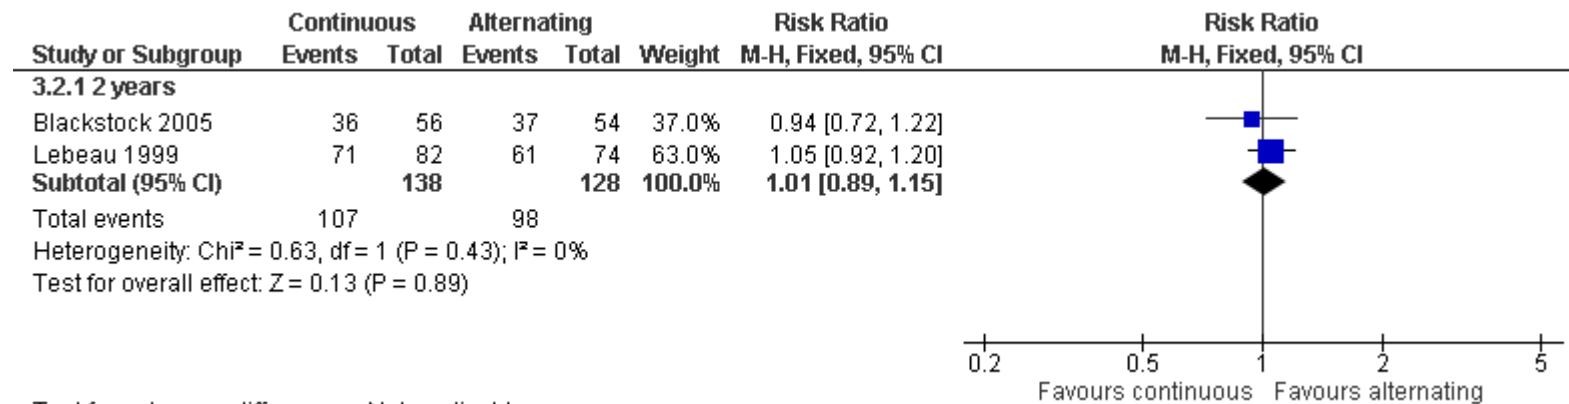 Continuous Alternating Risk Ratio Risk Ratio
Study or Subgroup Events Total Events Total Weight M-H, Fixed, 95% CI M-H, Fixed, 95% CI
3.2.1 2 years
Blackstock 2005 36 56 37 54 37.0% 0.94 [0.72, 1.22]
Lebeau 1999 71 82 61 74 63.0% 1.05 [0.92, 1.20]
Subtotal (95% CI) 138 128 100.0% 1.01 [0.89, 1.15]
Total events 107 98
Heterogeneity: Chi² = 0.63, df = 1 (P = 0.43); I² = 0%
Test for overall effect: Z = 0.13 (P = 0.89)
0.2 0.5 1 2 5
Favours continuous Favours alternating